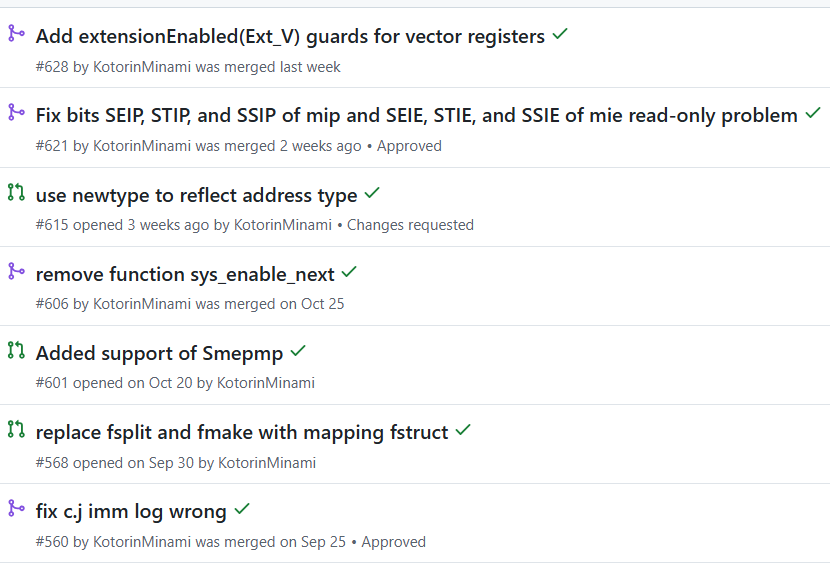 Add extensionEnabled(Ext_V) guards for vector registers
#628 by KotorinMinami was merged last week
Fix bits SEIP, STIP, and SSIP of mip and SEIE, STIE, and SSIE of mie read-only problem
#621 by KotorinMinami was merged 2 weeks ago • Approved
use newtype to reflect address type
#615 opened 3 weeks ago by KotorinMinami • Changes requested
remove function sys_enable_next
#606 by KotorinMinami was merged on Oct 25
Added support of Smepmp
#601 opened on Oct 20 by KotorinMinami
replace fsplit and fmake with mapping fstruct
#568 opened on Sep 30 by KotorinMinami
fix c.j imm log wrong
#560 by KotorinMinami was merged on Sep 25 • Approved